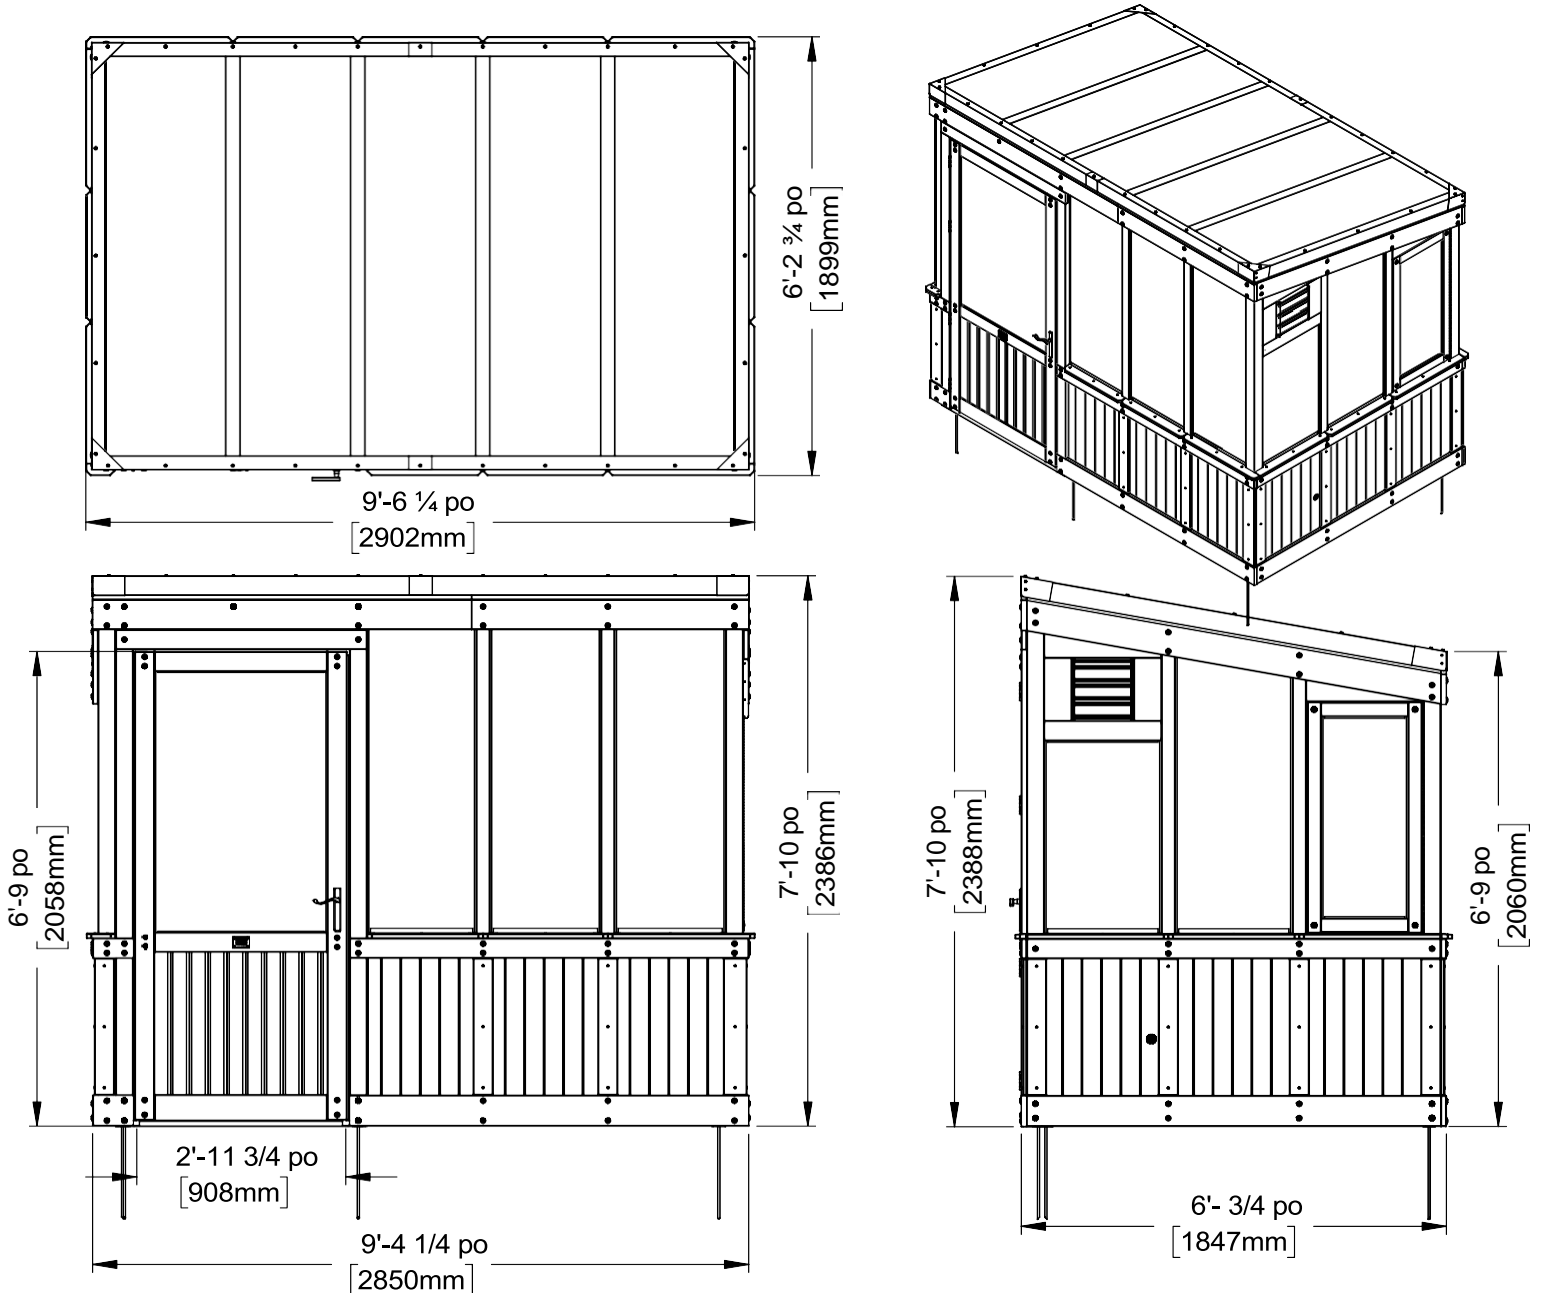 6'-2 ¾ po
[1899mm]
9'-6 ¼ po
[2902mm]
6'-9 po
[2058mm]
7'-10 po
[2386mm]
2'-11 3/4 po
[908mm]
9'-4 1/4 po
[2850mm]
7'-10 po
[2388mm]
6'-9 po
[2060mm]
6'- 3/4 po
[1847mm]